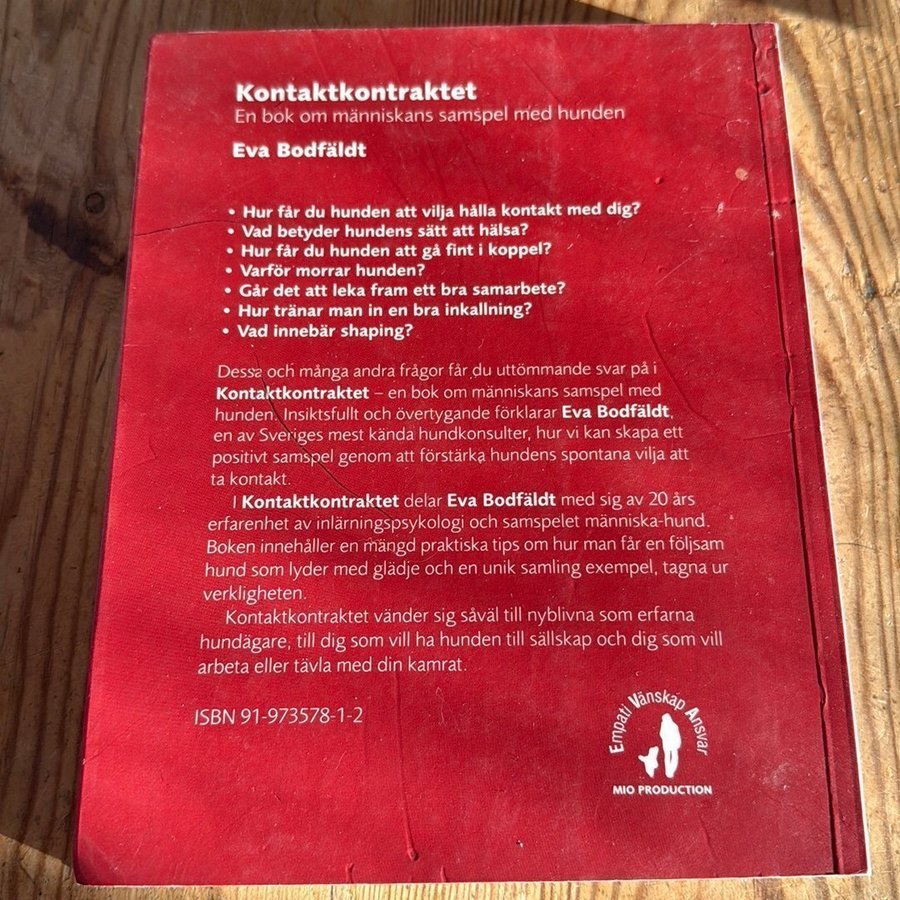 Kontaktkontraktet
En bok om människans samspel med hunden
Eva Bodfäldt
• Hur får du hunden att vilja hålla kontakt med dig?
• Vad betyder hundens sätt att hälsa?
• Hur får du hunden att gå fint i koppel?
• Varför morrar hunden?
• Går det att leka fram ett bra samarbete?
• Hur tränar man in en bra inkallning?
• Vad innebär shaping?
Dessa och många andra frågor får du uttömmande svar på i
Kontaktkontraktet – en bok om människans samspel med
hunden. Insiktsfullt och övertygande förklarar Eva Bodfäldt,
en av Sveriges mest kända hundkonsulter, hur vi kan skapa ett
positivt samspel genom att förstärka hundens spontana vilja att
ta kontakt.
I Kontaktkontraktet delar Eva Bodfäldt med sig av 20 års
erfarenhet av inlärningspsykologi och samspelet människa-hund.
Boken innehåller en mängd praktiska tips om hur man får en följsam
hund som lyder med glädje och en unik samling exempel, tagna ur
verkligheten.
Kontaktkontraktet vänder sig såväl till nyblivna som erfarna
hundägare, till dig som vill ha hunden till sällskap och dig som vill
arbeta eller tävla med din kamrat.
ISBN 91-973578-1-2
Empati Vänskap Ansvar
MIO PRODUCTION